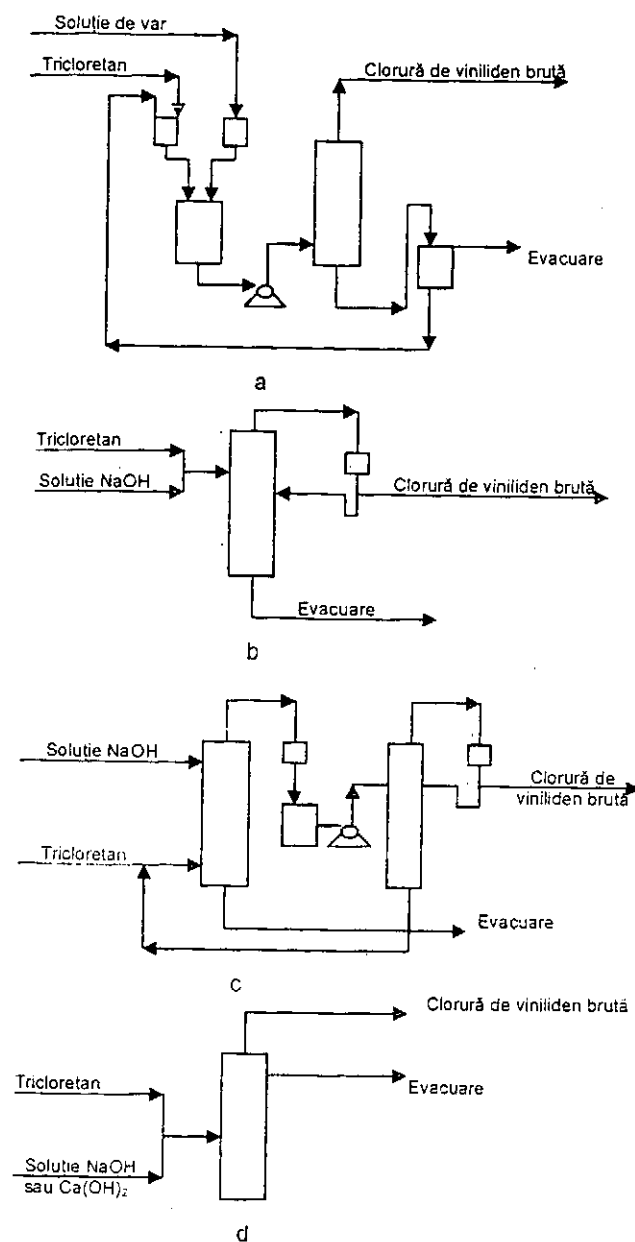 Soluție de var
Tricloretan
Clorură de viniliden brută
Evacuare
a
Tricloretan
Soluție NaOH
Clorură de viniliden brută
Evacuare
b
Soluție NaOH
Clorură de
viniliden brută
Tricloretan
Evacuare
c
Clorură de viniliden brută
Tricloretan
Evacuare
Soluție NaOH
sau Ca(OH)₂
d